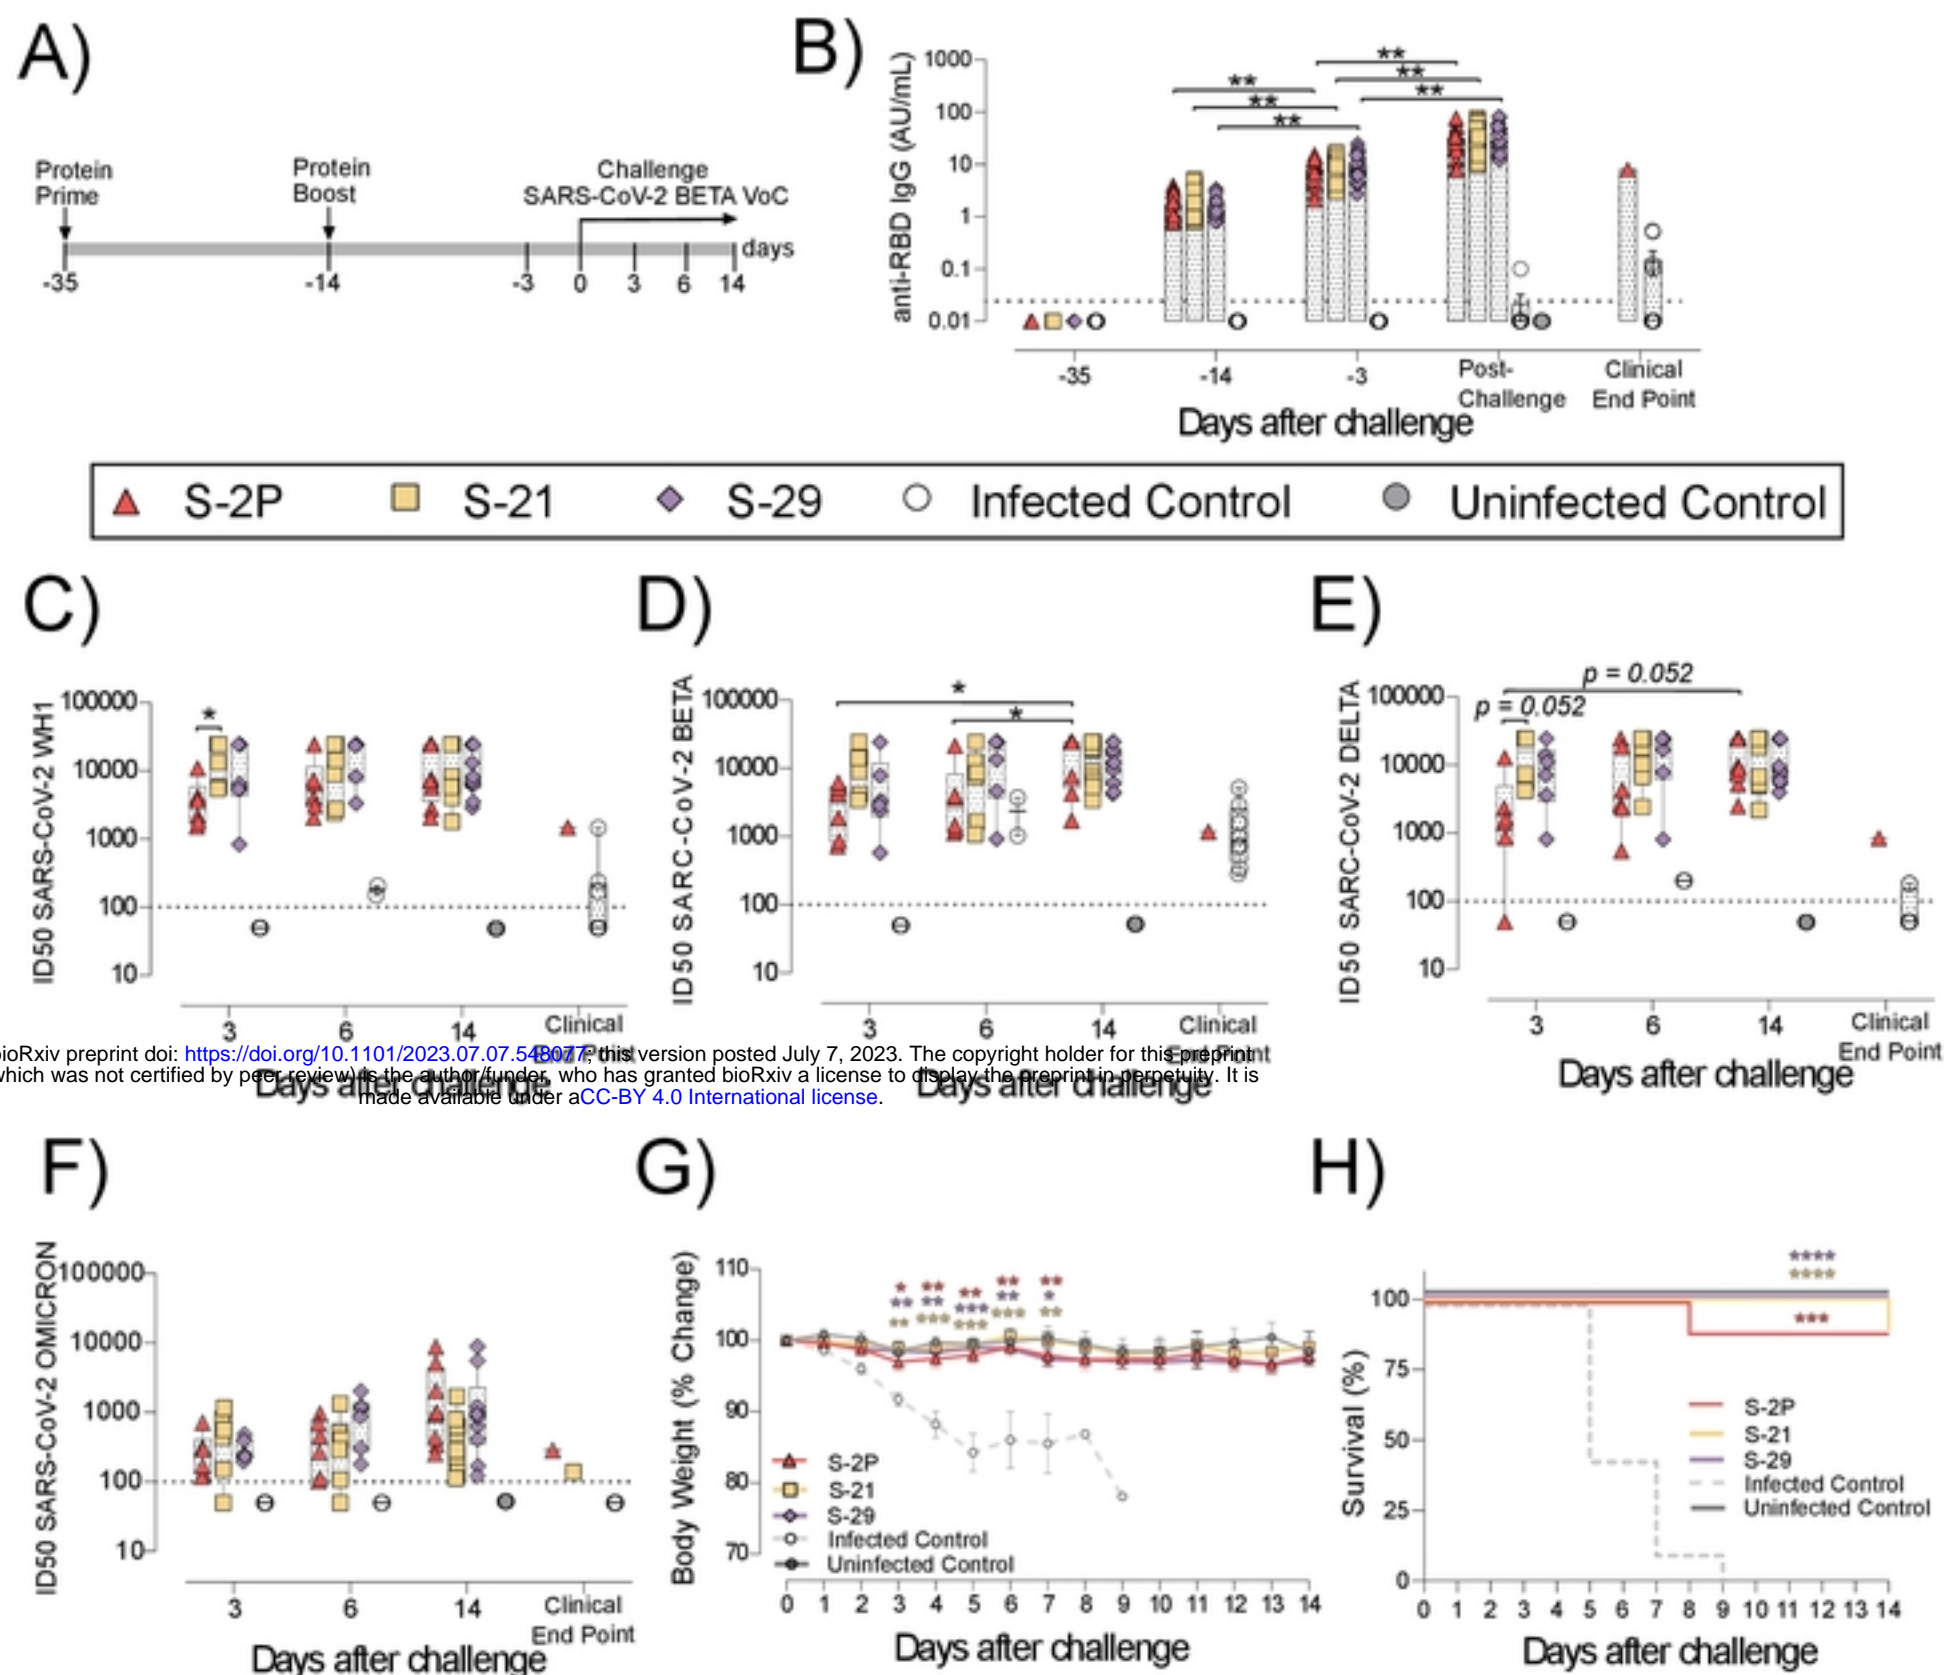 A)
Protein
Prime
Protein
Boost
Challenge
SARS-CoV-2 BETA VoC
days
-35
-14
-3
0
3
6
14
B)
anti-RBD IgG (AU/mL)
1000
100
10
1
0.1
0.01
**
**
**
**
**
**
-35
-14
-3
Post-
Challenge
Clinical
End Point
Days after challenge
S-2P
S-21
S-29
Infected Control
Uninfected Control
C)
ID50 SARS-CoV-2 WH1
100000
10000
1000
100
10
*
3
6
14
Clinical
End Point
Days after challenge
D)
ID50 SARC-CoV-2 BETA
100000
10000
1000
100
10
*
*
3
6
14
Clinical
End Point
Days after challenge
E)
ID50 SARC-CoV-2 DELTA
100000
10000
1000
100
10
p = 0.052
p = 0.052
3
6
14
Clinical
End Point
Days after challenge
ioRxiv preprint doi: https://doi.org/10.1101/2023.07.07.548077; this version posted July 7, 2023. The copyright holder for this preprint
which was not certified by peer review) is the author/funder, who has granted bioRxiv a license to display the preprint in perpetuity. It is
made available under aCC-BY 4.0 International license.
F)
ID50 SARS-CoV-2 OMICRON
100000
10000
1000
100
10
3
6
14
Clinical
End Point
Days after challenge
G)
Body Weight (% Change)
110
100
90
80
70
* ** ** ** **
** ** *** ** *
** *** *** *** **
S-2P
S-21
S-29
Infected Control
Uninfected Control
0 1 2 3 4 5 6 7 8 9 10 11 12 13 14
Days after challenge
H)
Survival (%)
100
75
50
25
0
****
****
***
S-2P
S-21
S-29
Infected Control
Uninfected Control
0 1 2 3 4 5 6 7 8 9 10 11 12 13 14
Days after challenge